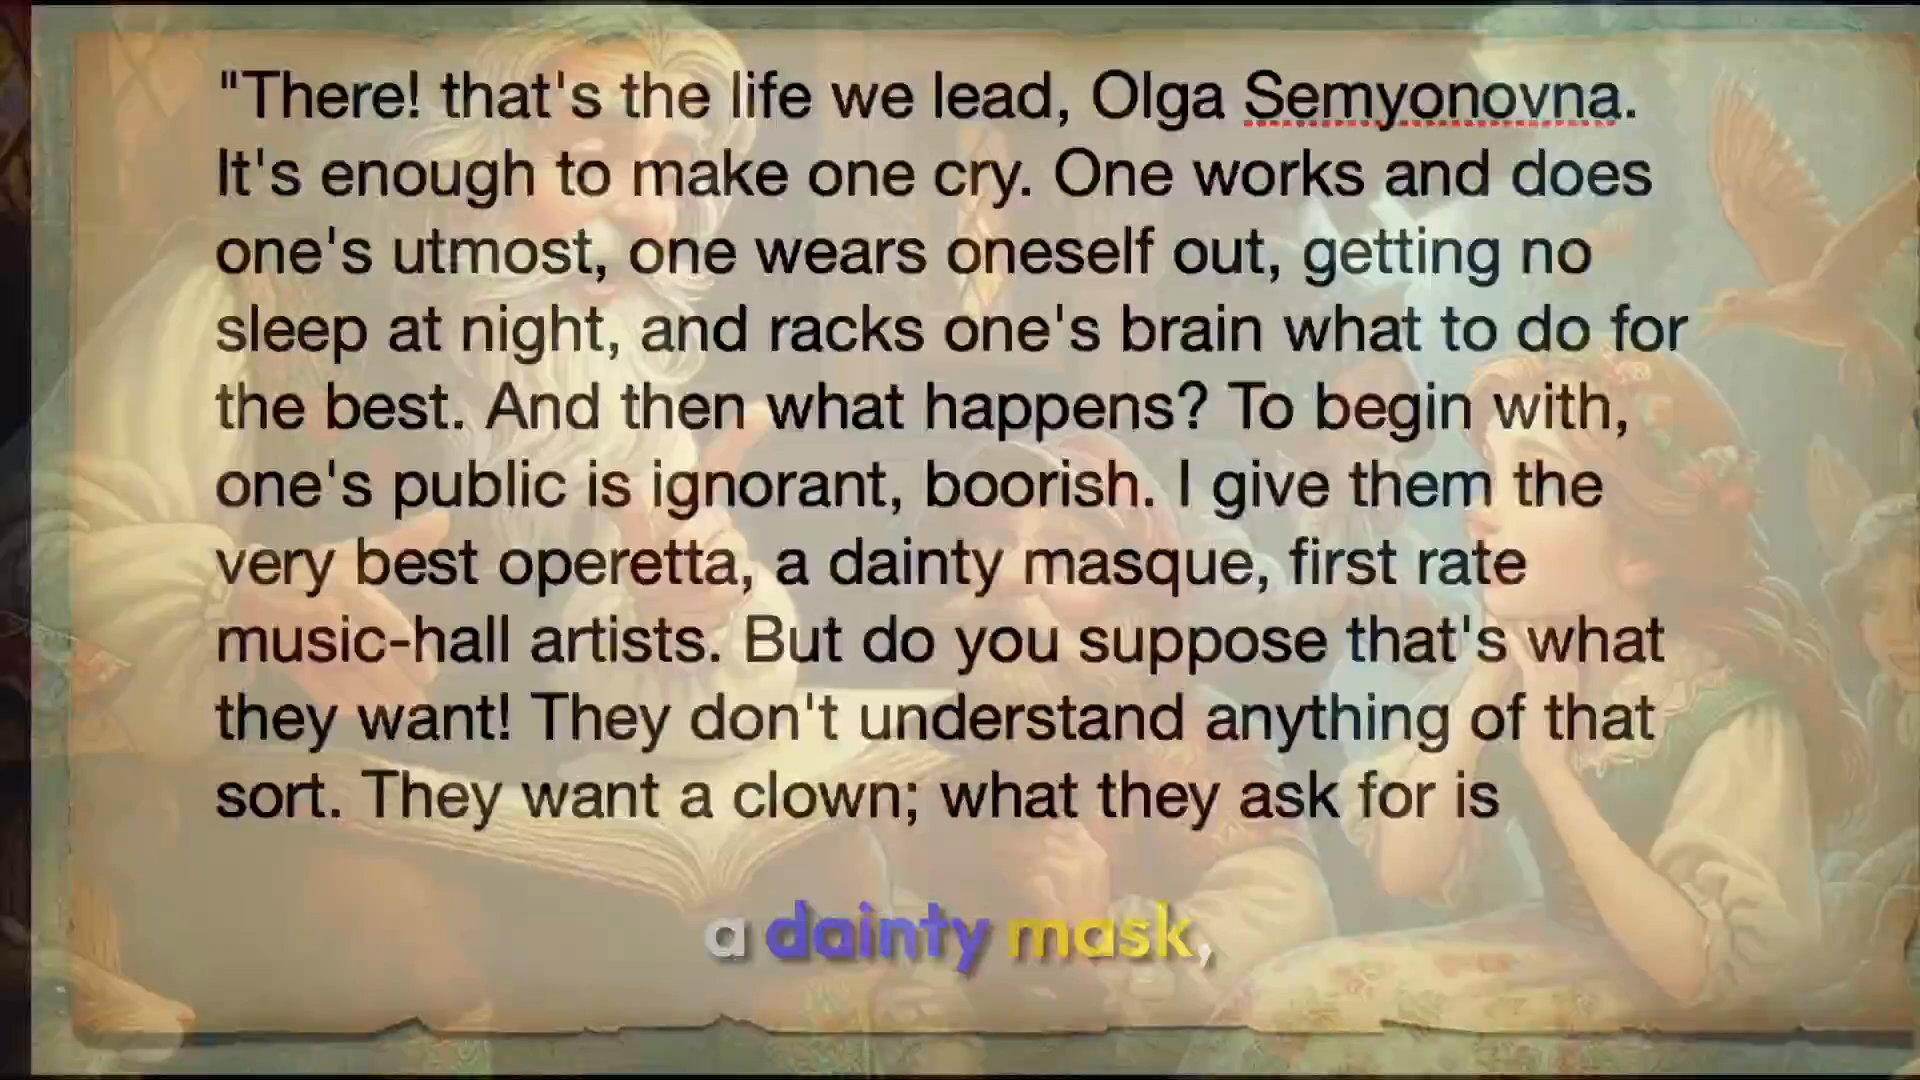 "There! that's the life we lead, Olga Semyonovna.
It's enough to make one cry. One works and does
one's utmost, one wears oneself out, getting no
sleep at night, and racks one's brain what to do for
the best. And then what happens? To begin with,
one's public is ignorant, boorish. I give them the
very best operetta, a dainty masque, first rate
music-hall artists. But do you suppose that's what
they want! They don't understand anything of that
sort. They want a clown; what they ask for is
a dainty mask,